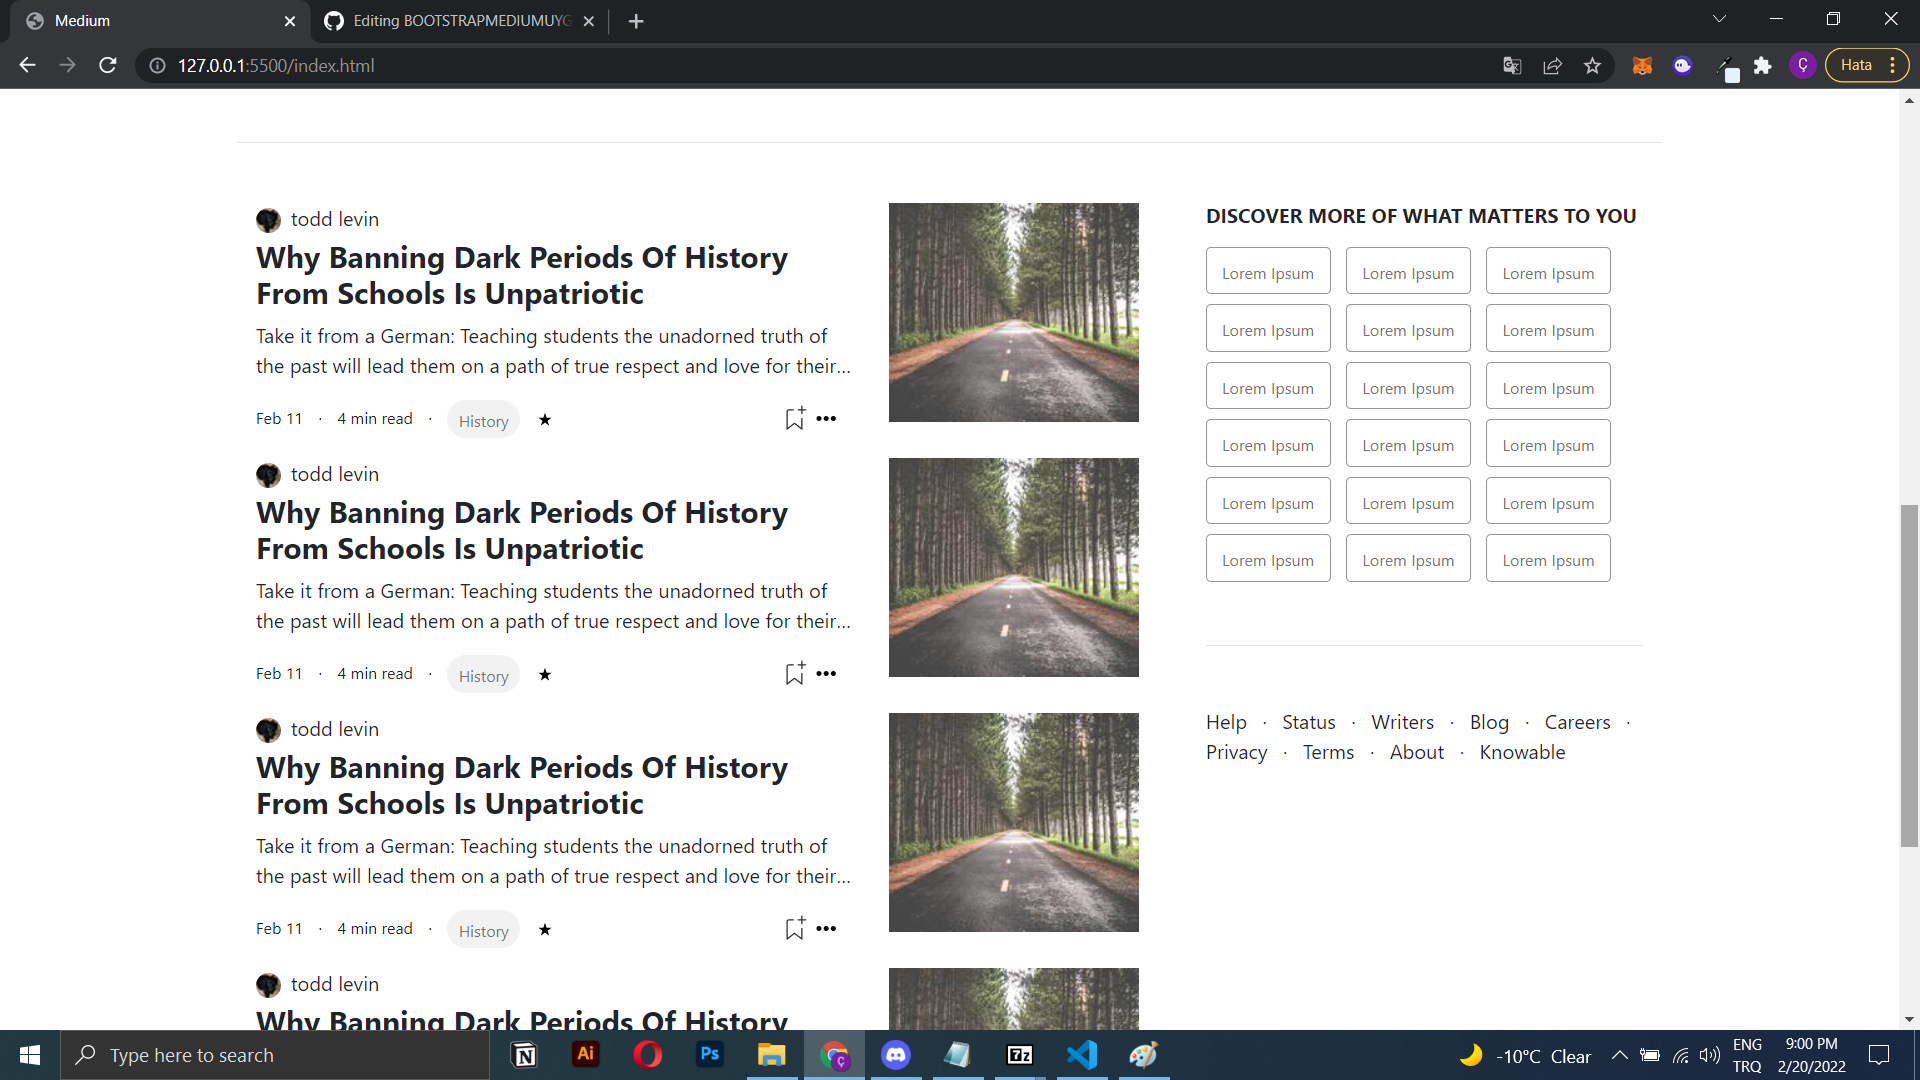 Medium
Editing BOOTSTRAPMEDIUMUYG
127.0.0.1:5500/index.html
Ç
Hata
todd levin
Why Banning Dark Periods Of History
From Schools Is Unpatriotic
Take it from a German: Teaching students the unadorned truth of
the past will lead them on a path of true respect and love for their...
Feb 11 · 4 min read · History ★
todd levin
Why Banning Dark Periods Of History
From Schools Is Unpatriotic
Take it from a German: Teaching students the unadorned truth of
the past will lead them on a path of true respect and love for their...
Feb 11 · 4 min read · History ★
todd levin
Why Banning Dark Periods Of History
From Schools Is Unpatriotic
Take it from a German: Teaching students the unadorned truth of
the past will lead them on a path of true respect and love for their...
Feb 11 · 4 min read · History ★
todd levin
Why Banning Dark Periods Of History
DISCOVER MORE OF WHAT MATTERS TO YOU
Lorem Ipsum Lorem Ipsum Lorem Ipsum
Lorem Ipsum Lorem Ipsum Lorem Ipsum
Lorem Ipsum Lorem Ipsum Lorem Ipsum
Lorem Ipsum Lorem Ipsum Lorem Ipsum
Lorem Ipsum Lorem Ipsum Lorem Ipsum
Lorem Ipsum Lorem Ipsum Lorem Ipsum
Help · Status · Writers · Blog · Careers ·
Privacy · Terms · About · Knowable
Type here to search
Ai
Ps
Ç
7z
-10°C Clear
ENG
TRQ
9:00 PM
2/20/2022